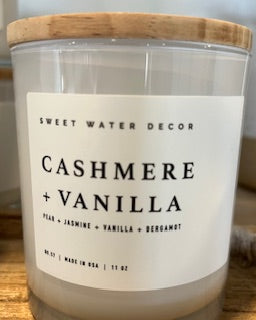 SWEET WATER DECOR
CASHMERE
+ VANILLA
PEAR + JASMINE + VANILLA + BERGAMOT
| MADE IN USA | 11 OZ